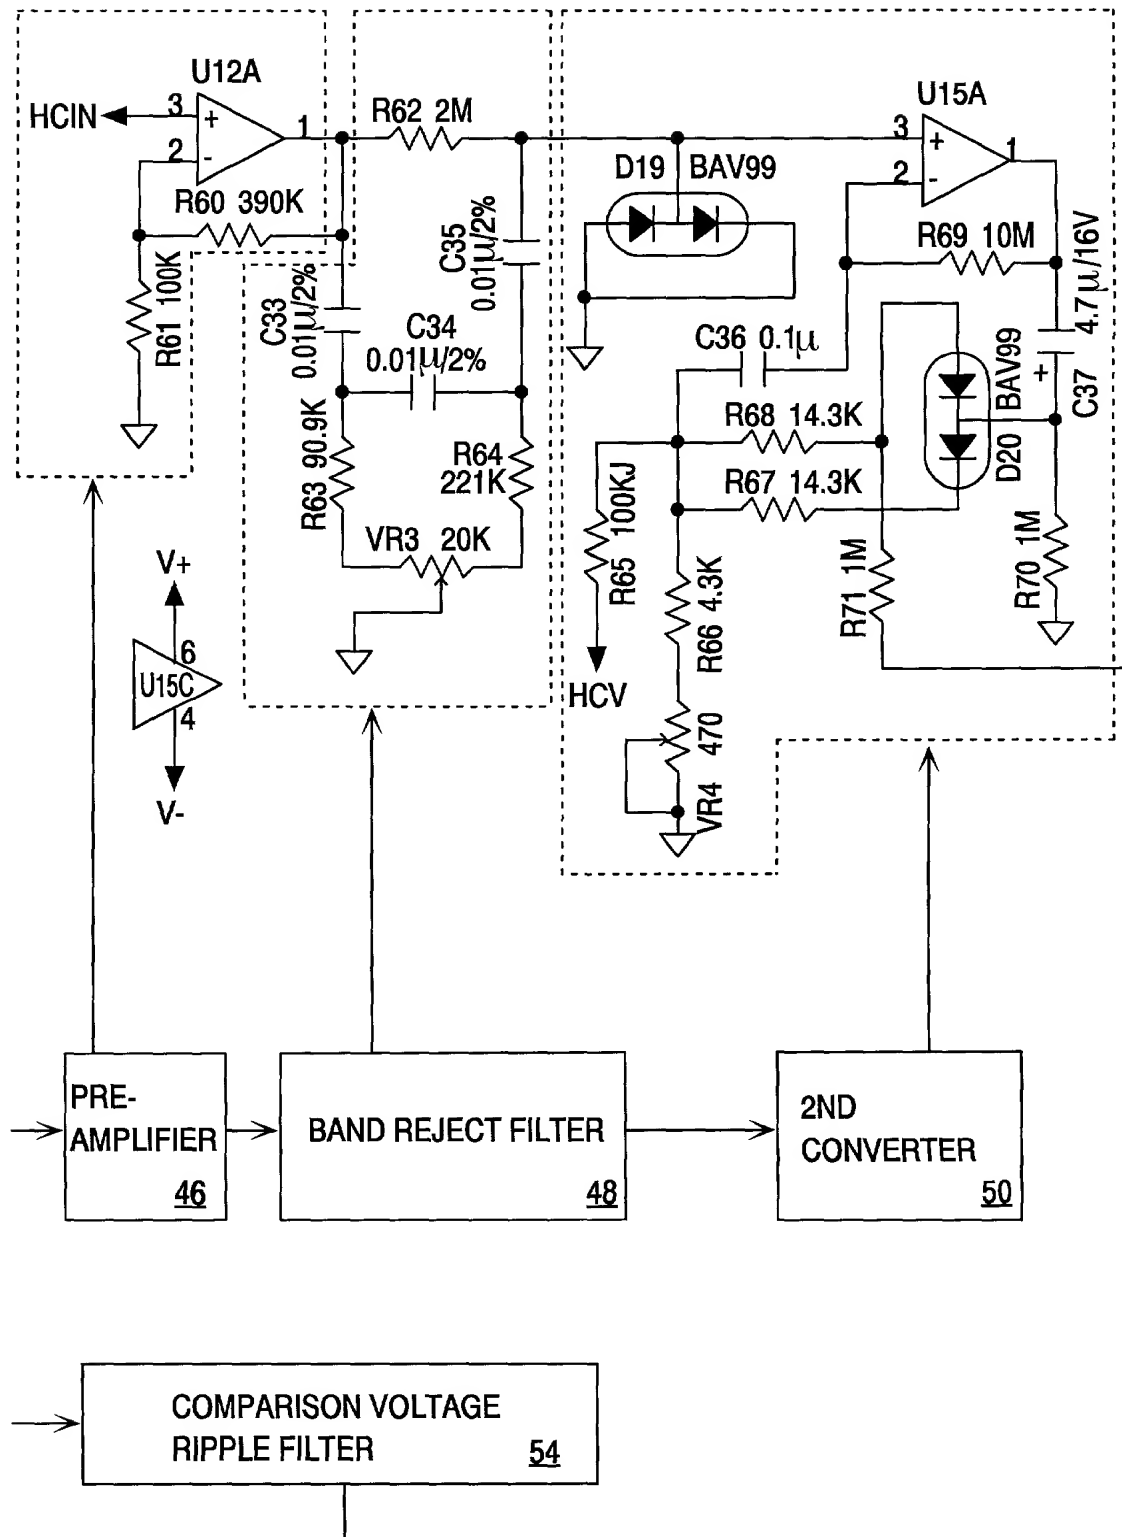 U12A
HCIN
3
+
2
-
1
R60 390K
R61 100K
R62 2M
C33
0.01μ/2%
C34
0.01μ/2%
C35
0.01μ/2%
R63 90.9K
R64
221K
VR3 20K
V+
6
U15C
4
V-
D19 BAV99
U15A
3
+
2
-
1
R69 10M
4.7μ/16V
+
C37
C36 0.1μ
BAV99
D20
R68 14.3K
R67 14.3K
R65 100KJ
HCV
R66 4.3K
VR4 470
R71 1M
R70 1M
PRE-
AMPLIFIER
46
BAND REJECT FILTER
48
2ND
CONVERTER
50
COMPARISON VOLTAGE
RIPPLE FILTER
54